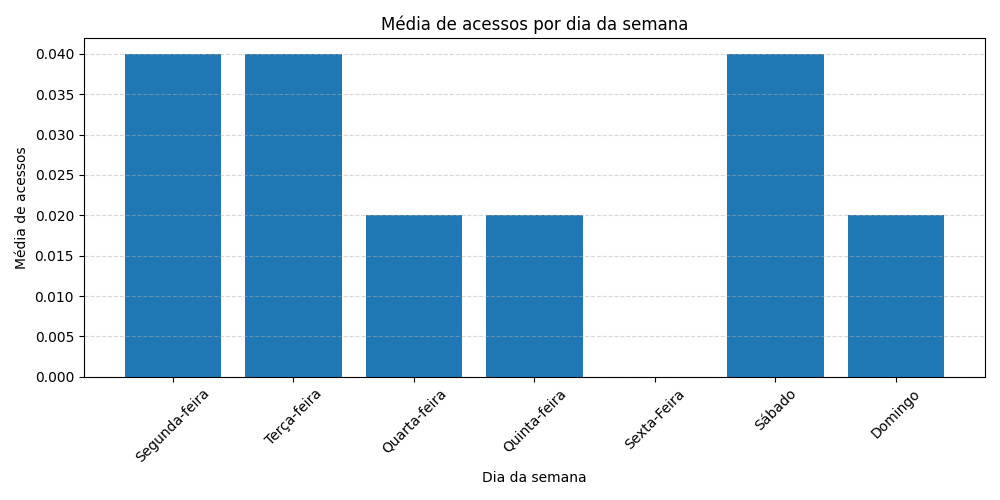 Média de acessos por dia da semana
Média de acessos
0.040
0.035
0.030
0.025
0.020
0.015
0.010
0.005
0.000
Segunda-feira
Terça-feira
Quarta-feira
Quinta-feira
Sexta-Feira
Sábado
Domingo
Dia da semana